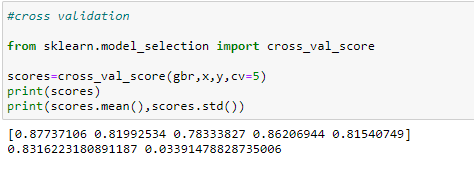 #cross validation
from sklearn.model_selection import cross_val_score
scores=cross_val_score(gbr,x,y,cv=5)
print(scores)
print(scores.mean(),scores.std())
[0.87737106 0.81992534 0.78333827 0.86206944 0.81540749]
0.8316223180891187 0.03391478828735006